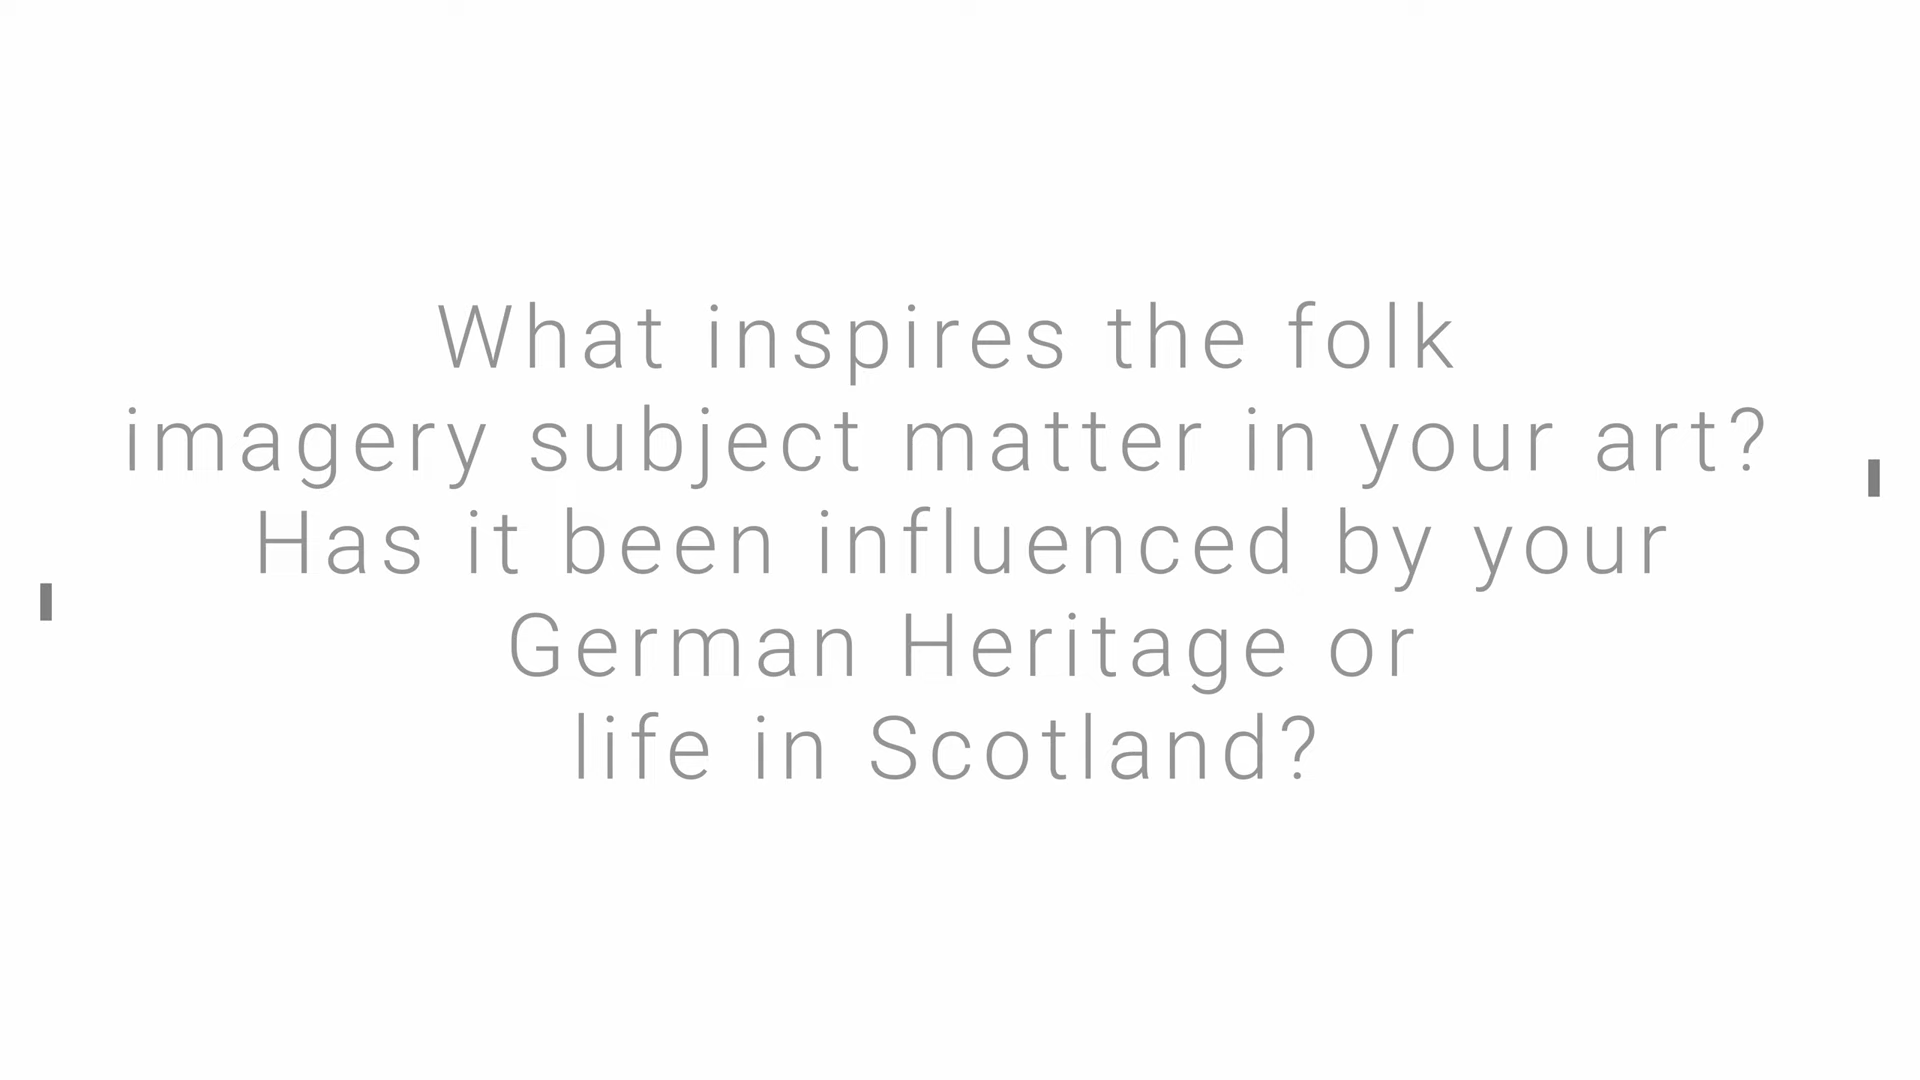 What inspires the folk
imagery subject matter in your art?
Has it been influenced by your
German Heritage or
life in Scotland?